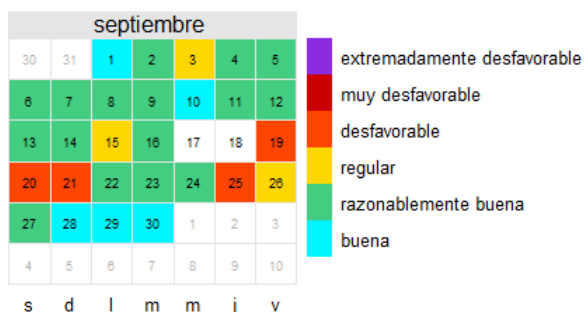 septiembre
30 31 1 2 3 4 5
6 7 8 9 10 11 12
13 14 15 16 17 18 19
20 21 22 23 24 25 26
27 28 29 30 1 2 3
4 5 6 7 8 9 10
s d l m m j v
extremadamente desfavorable
muy desfavorable
desfavorable
regular
razonablemente buena
buena